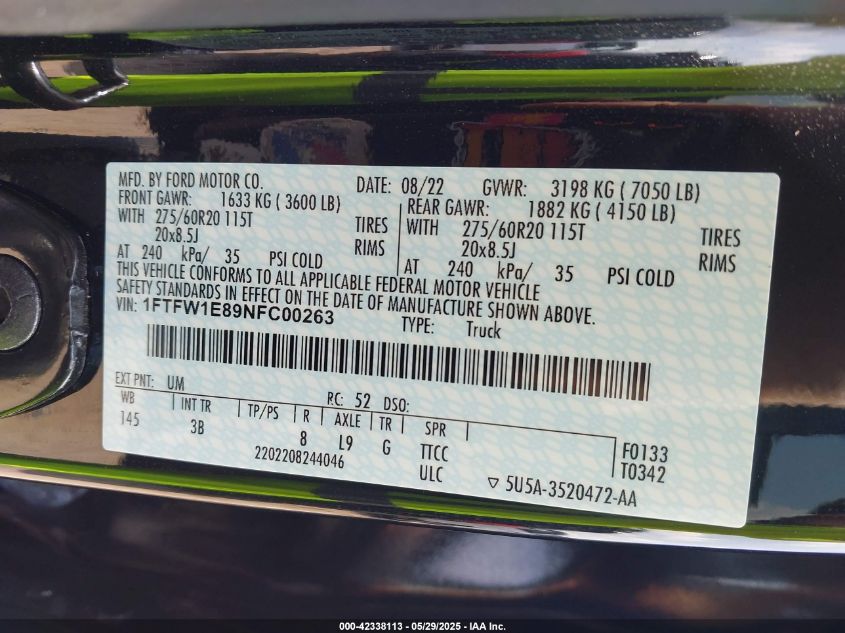 MFD. BY FORD MOTOR CO. DATE: 08/22 GVWR: 3198 KG ( 7050 LB)
FRONT GAWR: 1633 KG ( 3600 LB) REAR GAWR: 1882 KG ( 4150 LB)
WITH 275/60R20 115T TIRES WITH 275/60R20 115T TIRES
20x8.5J RIMS 20x8.5J RIMS
AT 240 kPa/ 35 PSI COLD AT 240 kPa/ 35 PSI COLD
THIS VEHICLE CONFORMS TO ALL APPLICABLE FEDERAL MOTOR VEHICLE
SAFETY STANDARDS IN EFFECT ON THE DATE OF MANUFACTURE SHOWN ABOVE.
VIN: 1FTFW1E89NFC00263 TYPE: Truck
EXT PNT: UM RC: 52 DSO:
WB INT TR TP/PS R AXLE TR SPR
145 3B 8 L9 G TTCC F0133
2202208244046 ULC T0342
5U5A-3520472-AA
000-42338113 - 05/29/2025 - IAA Inc.